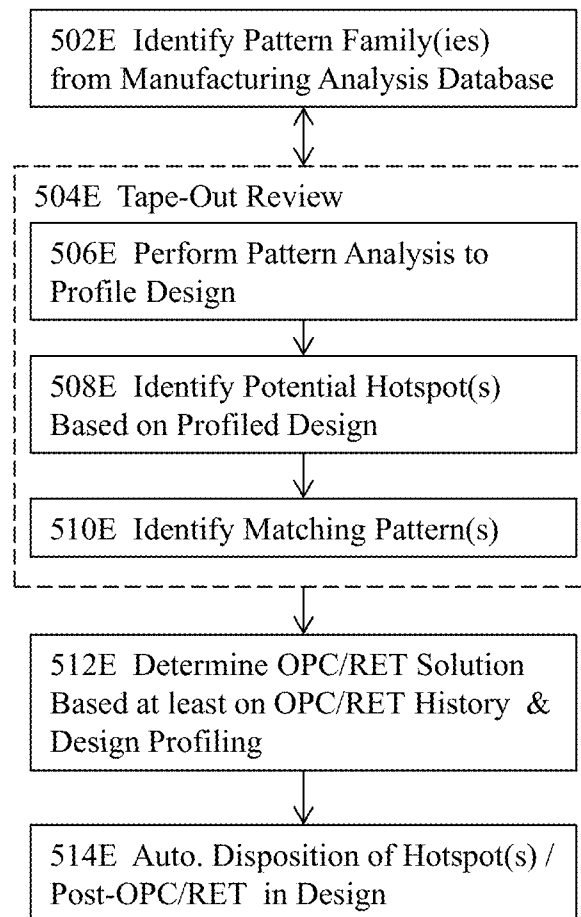 502E Identify Pattern Family(ies)
from Manufacturing Analysis Database
504E Tape-Out Review
506E Perform Pattern Analysis to
Profile Design
508E Identify Potential Hotspot(s)
Based on Profiled Design
510E Identify Matching Pattern(s)
512E Determine OPC/RET Solution
Based at least on OPC/RET History &
Design Profiling
514E Auto. Disposition of Hotspot(s) /
Post-OPC/RET in Design